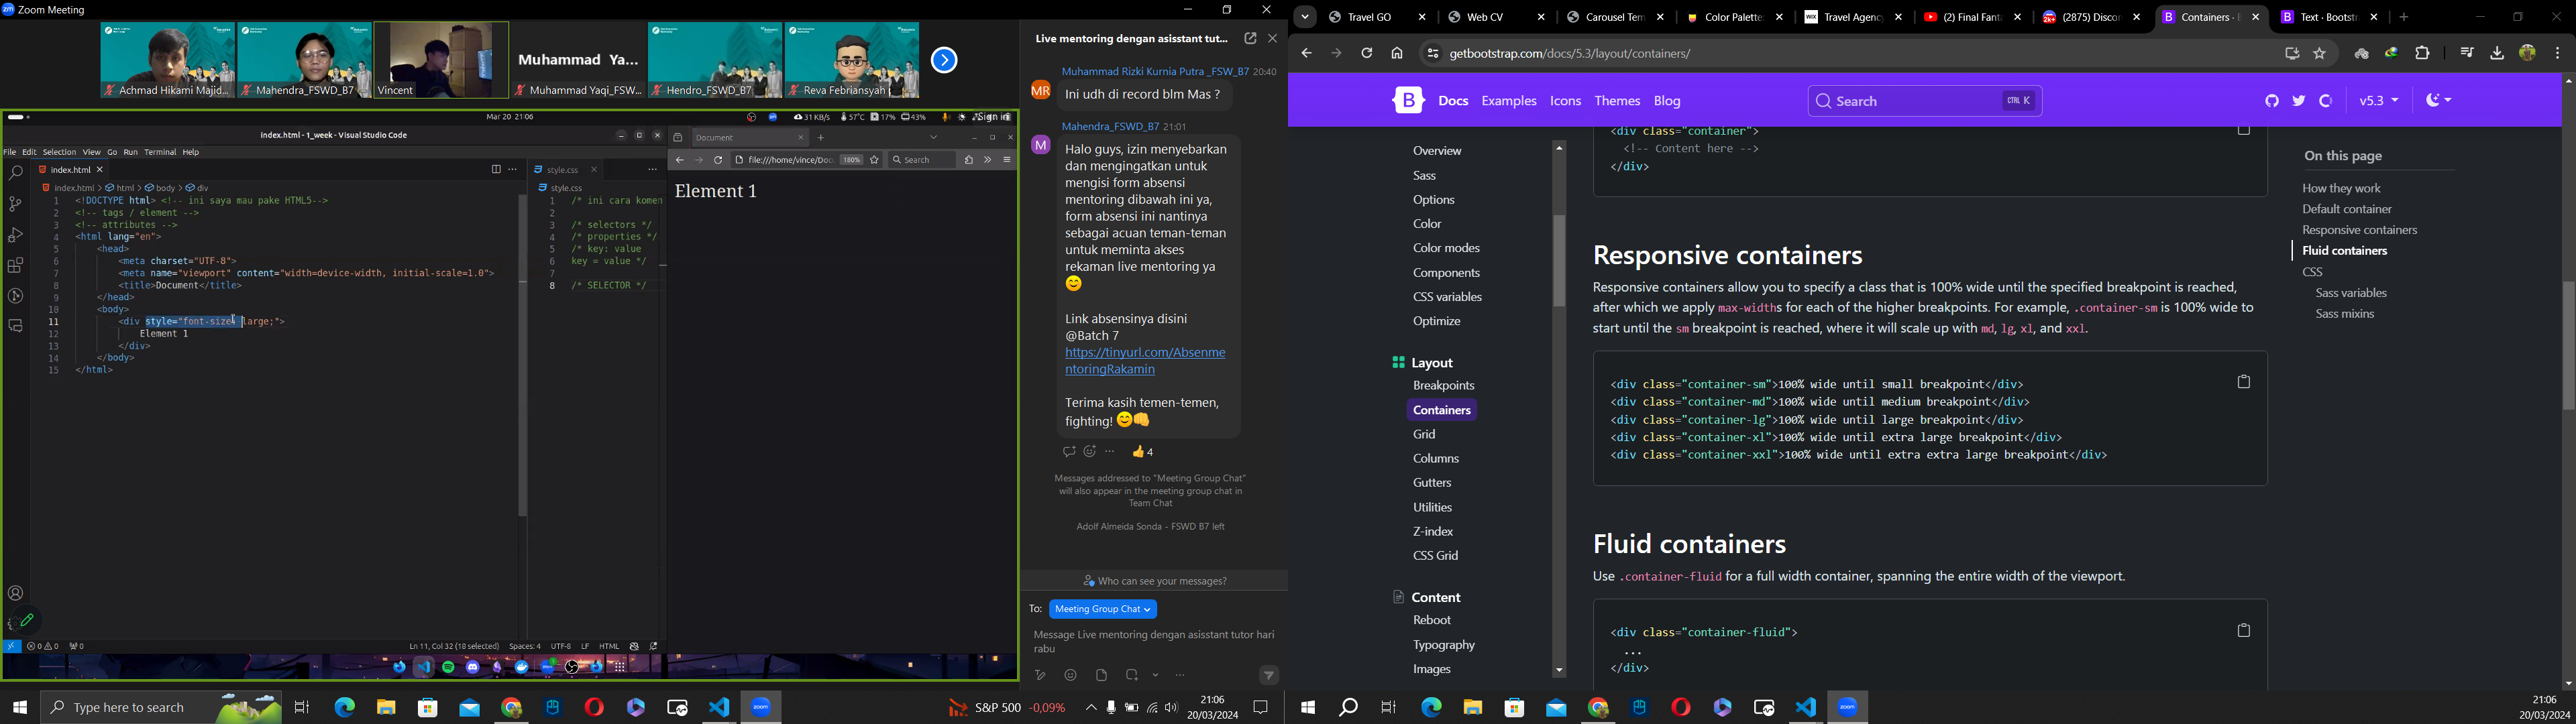 Zoom Meeting
Achmad Hikami Majid...
Mahendra_FSWD_B7
Vincent
Muhammad Ya...
Muhammad Yaqi_FSW...
Hendro_FSWD_B7
Reva Febriansyah
Mar 20 21:06
31 KB/s
57°C
17%
43%
Sign in
index.html - 1_week - Visual Studio Code
File Edit Selection View Go Run Terminal Help
index.html
index.html > html > body > div
1 <!DOCTYPE html> <!-- ini saya mau pake HTML5-->
2 <!-- tags / element -->
3 <!-- attributes -->
4 <html lang="en">
5 <head>
6 <meta charset="UTF-8">
7 <meta name="viewport" content="width=device-width, initial-scale=1.0">
8 <title>Document</title>
9 </head>
10 <body>
11 <div style="font-size: large;">
12 Element 1
13 </div>
14 </body>
15 </html>
style.css
style.css
1 /* ini cara komen
2
3 /* selectors */
4 /* properties */
5 /* key: value
6 key = value */
7
8 /* SELECTOR */
Ln 11, Col 32 (18 selected) Spaces: 4 UTF-8 LF HTML
Document
file:///home/vince/Doc
180%
Search
Element 1
Live mentoring dengan asisstant tut...
Muhammad Rizki Kurnia Putra _FSW_B7 20:40
MR
Ini udh di record blm Mas ?
Mahendra_FSWD_B7 21:01
M
Halo guys, izin menyebarkan
dan mengingatkan untuk
mengisi form absensi
mentoring dibawah ini ya,
form absensi ini nantinya
sebagai acuan teman-teman
untuk meminta akses
rekaman live mentoring ya
😊
Link absensinya disini
@Batch 7
https://tinyurl.com/Absenme
ntoringRakamin
Terima kasih temen-temen,
fighting! 😊👊
👍 4
Messages addressed to "Meeting Group Chat"
will also appear in the meeting group chat in
Team Chat
Adolf Almeida Sonda - FSWD B7 left
Who can see your messages?
To: Meeting Group Chat
Message Live mentoring dengan asisstant tutor hari
rabu
Type here to search
zoom
S&P 500 -0,09%
21:06
20/03/2024
Travel GO
Web CV
Carousel Tem
Color Palette
Travel Agency
(2) Final Fant
(2875) Discor
Containers · B
Text · Bootstr
getbootstrap.com/docs/5.3/layout/containers/
B
Docs
Examples
Icons
Themes
Blog
Search
CTRL K
v5.3
Overview
Sass
Options
Color
Color modes
Components
CSS variables
Optimize
Layout
Breakpoints
Containers
Grid
Columns
Gutters
Utilities
Z-index
CSS Grid
Content
Reboot
Typography
Images
<div class="container">
<!-- Content here -->
</div>
Responsive containers
Responsive containers allow you to specify a class that is 100% wide until the specified breakpoint is reached,
after which we apply max-widths for each of the higher breakpoints. For example, .container-sm is 100% wide to
start until the sm breakpoint is reached, where it will scale up with md, lg, xl, and xxl.
<div class="container-sm">100% wide until small breakpoint</div>
<div class="container-md">100% wide until medium breakpoint</div>
<div class="container-lg">100% wide until large breakpoint</div>
<div class="container-xl">100% wide until extra large breakpoint</div>
<div class="container-xxl">100% wide until extra extra large breakpoint</div>
Fluid containers
Use .container-fluid for a full width container, spanning the entire width of the viewport.
<div class="container-fluid">
...
</div>
On this page
How they work
Default container
Responsive containers
Fluid containers
CSS
Sass variables
Sass mixins
zoom
21:06
20/03/2024